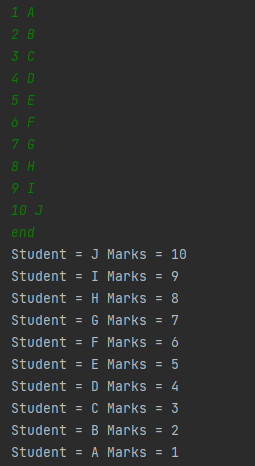 1 A
2 B
3 C
4 D
5 E
6 F
7 G
8 H
9 I
10 J
end
Student = J Marks = 10
Student = I Marks = 9
Student = H Marks = 8
Student = G Marks = 7
Student = F Marks = 6
Student = E Marks = 5
Student = D Marks = 4
Student = C Marks = 3
Student = B Marks = 2
Student = A Marks = 1